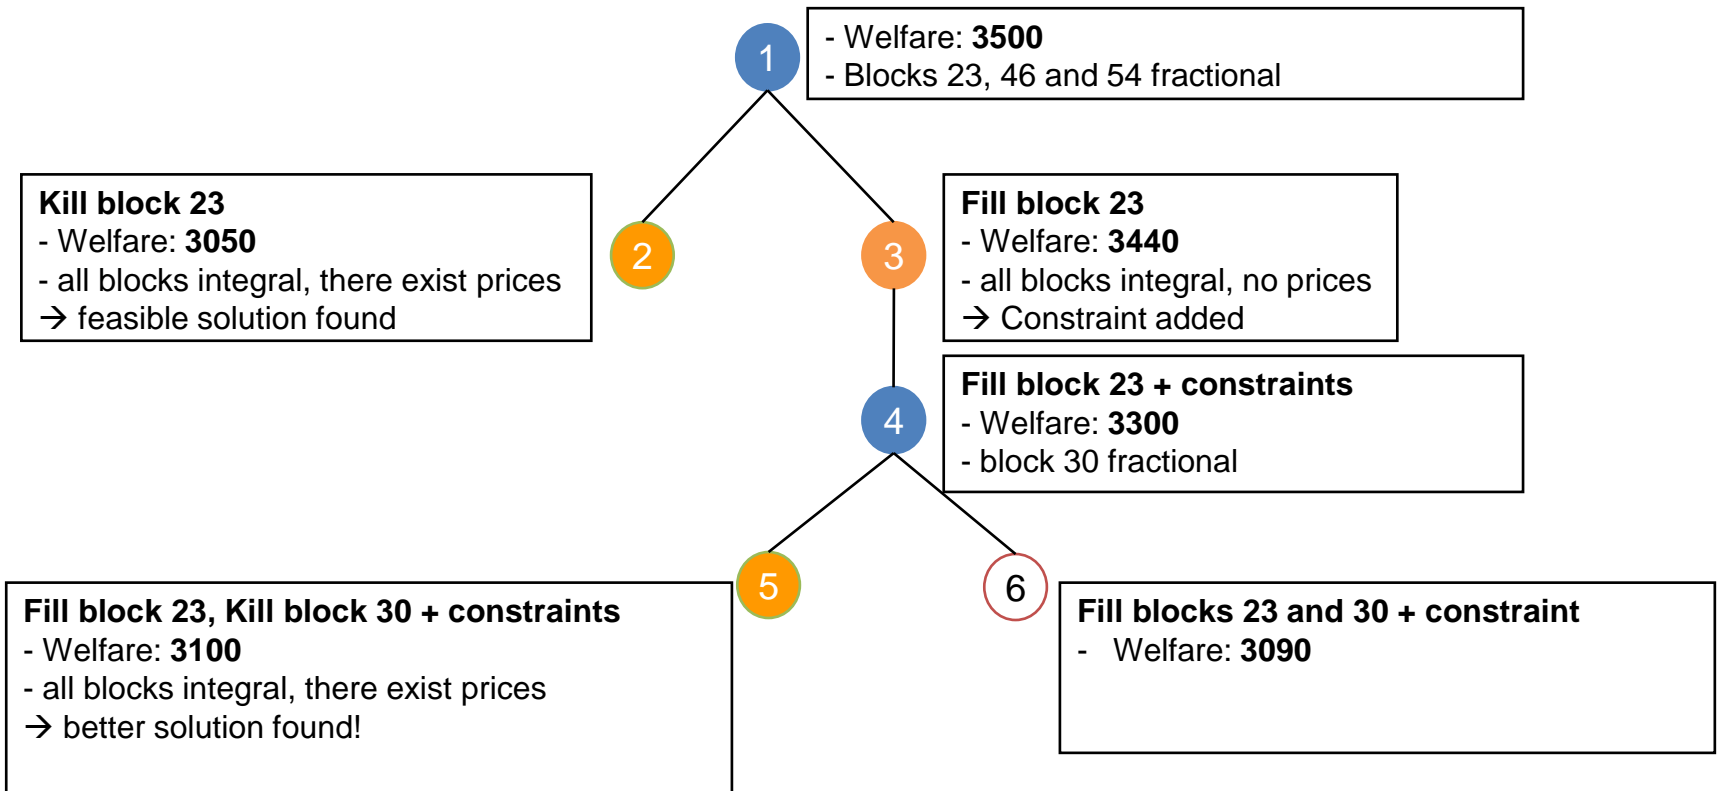 1
- Welfare: 3500
- Blocks 23, 46 and 54 fractional
Kill block 23
- Welfare: 3050
- all blocks integral, there exist prices
→ feasible solution found
2
3
Fill block 23
- Welfare: 3440
- all blocks integral, no prices
→ Constraint added
4
Fill block 23 + constraints
- Welfare: 3300
- block 30 fractional
Fill block 23, Kill block 30 + constraints
- Welfare: 3100
- all blocks integral, there exist prices
→ better solution found!
5
6
Fill blocks 23 and 30 + constraint
- Welfare: 3090